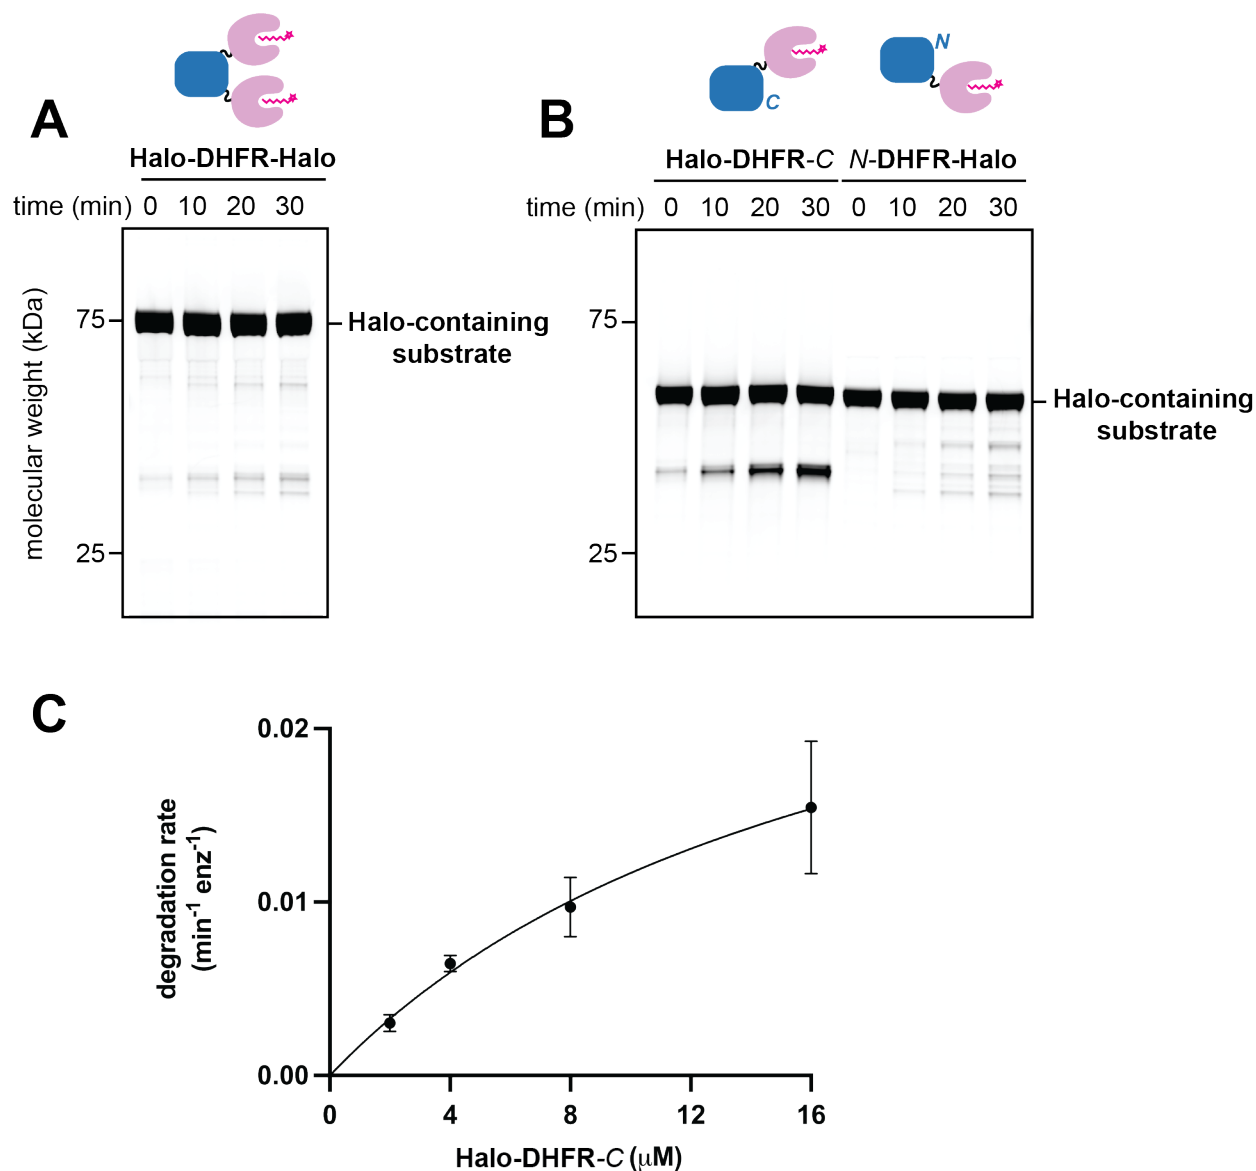 A
Halo-DHFR-Halo
time (min) 0 10 20 30
molecular weight (kDa)
75
25
Halo-containing
substrate
B
C
N
Halo-DHFR-C N-DHFR-Halo
time (min) 0 10 20 30 0 10 20 30
75
25
Halo-containing
substrate
C
degradation rate
(min⁻¹ enz⁻¹)
0.02
0.01
0.00
0 4 8 12 16
Halo-DHFR-C (μM)